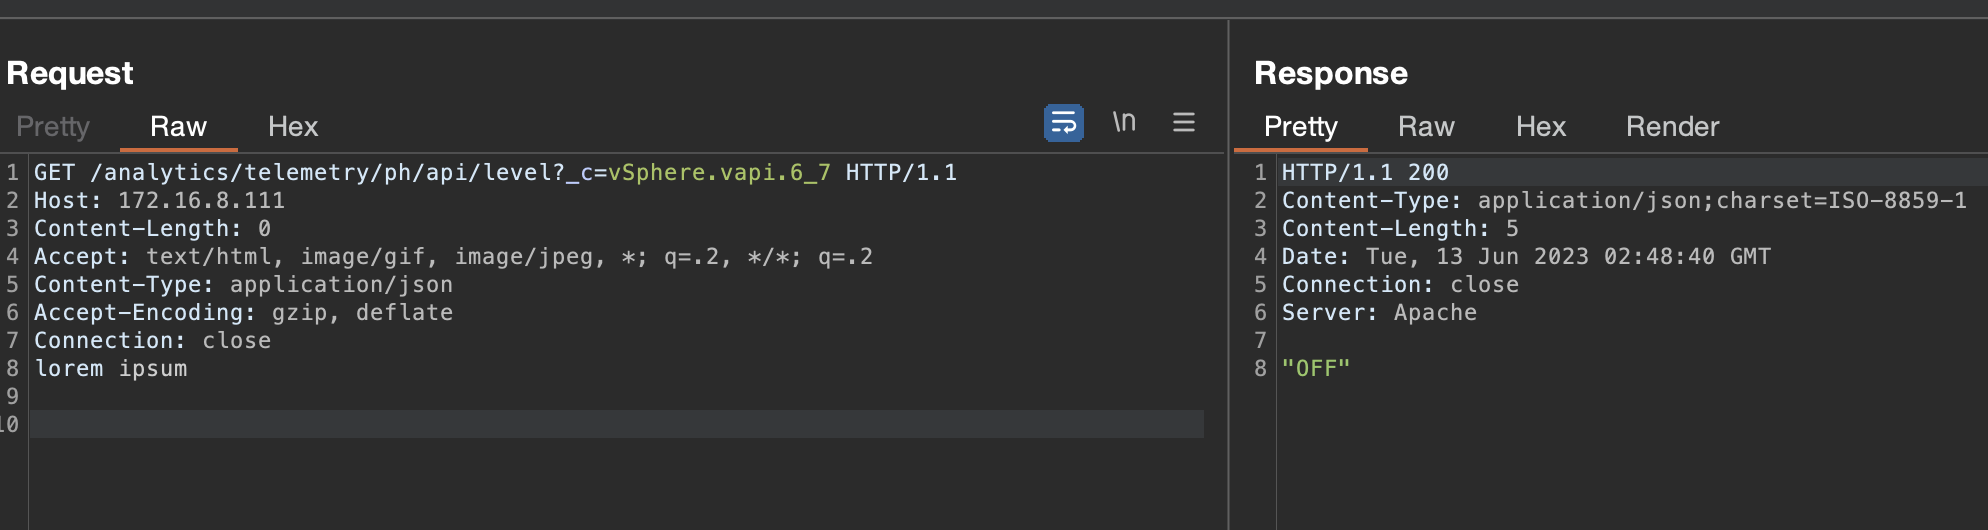 Request
Pretty Raw Hex \n
1 GET /analytics/telemetry/ph/api/level?_c=vSphere.vapi.6_7 HTTP/1.1
2 Host: 172.16.8.111
3 Content-Length: 0
4 Accept: text/html, image/gif, image/jpeg, *; q=.2, */*; q=.2
5 Content-Type: application/json
6 Accept-Encoding: gzip, deflate
7 Connection: close
8 lorem ipsum
9
10
Response
Pretty Raw Hex Render
1 HTTP/1.1 200
2 Content-Type: application/json;charset=ISO-8859-1
3 Content-Length: 5
4 Date: Tue, 13 Jun 2023 02:48:40 GMT
5 Connection: close
6 Server: Apache
7
8 "OFF"